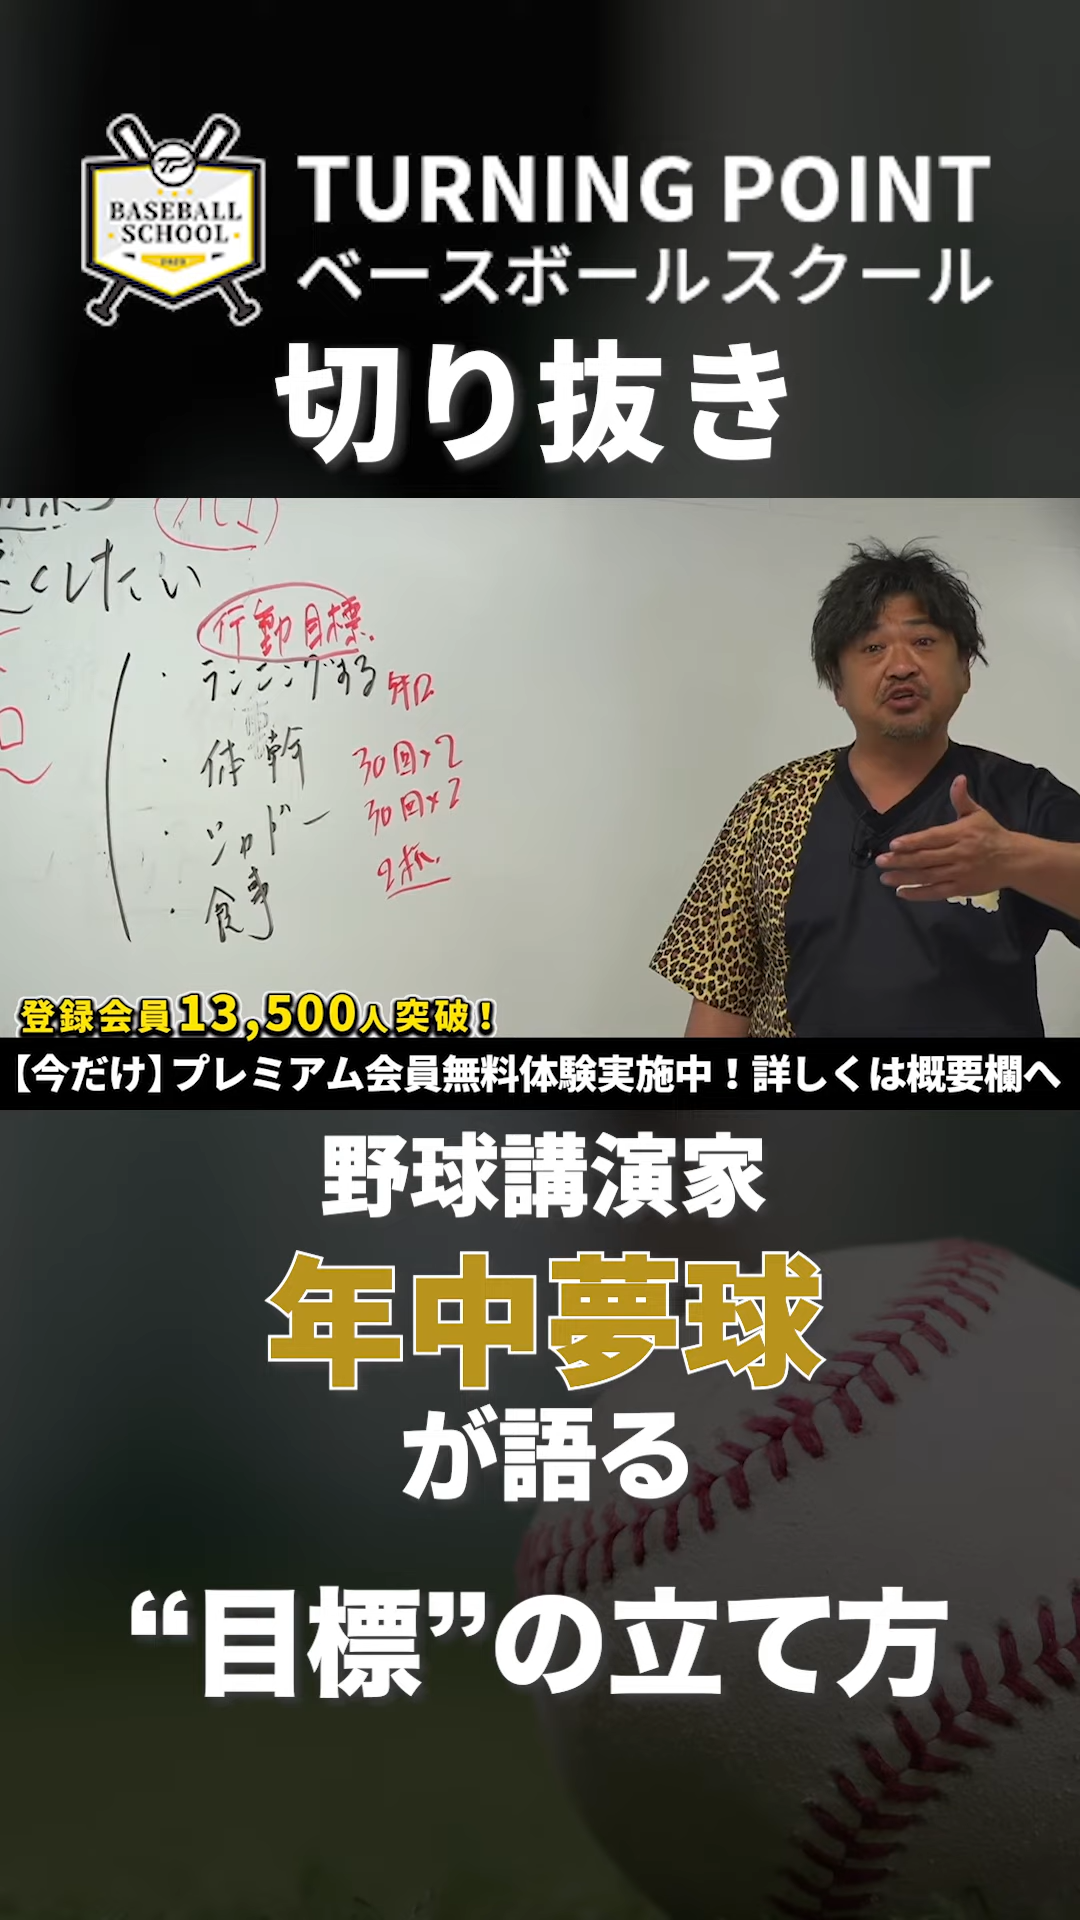 BASEBALL
SCHOOL
TURNING POINT
ベースボールスクール
切り抜き
くしたい
行動目標
・ランニングする
・体幹 30回×2
・シャドー 30回×2
・食事 2杯
登録会員13,500人突破！
【今だけ】プレミアム会員無料体験実施中！詳しくは概要欄へ
野球講演家
年中夢球
が語る
“目標”の立て方